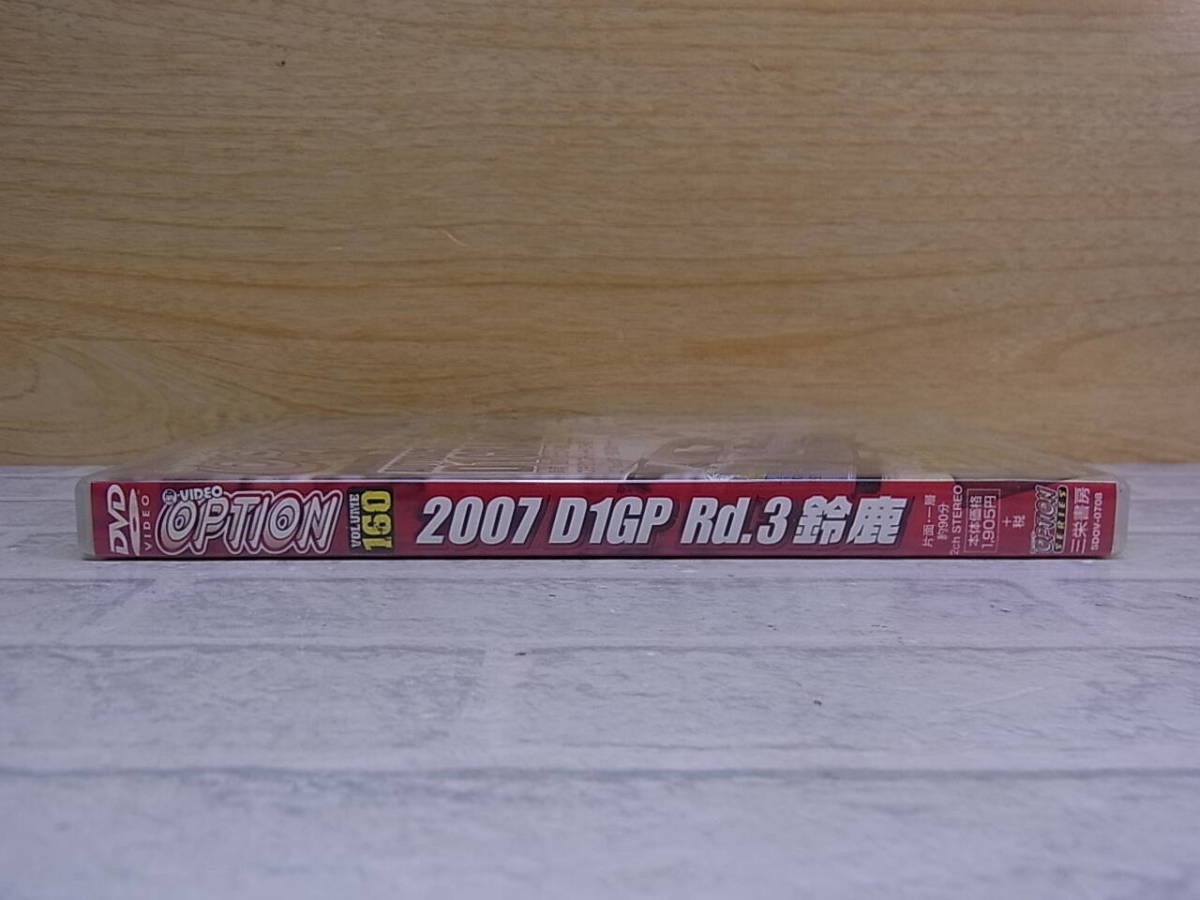 DVD
VIDEO
VIDEO
OPTION
VOLUME
160
2007 D1GP Rd.3 鈴鹿
片面・一層
約90分
2ch STEREO
本体価格
1,905円
+
税
OPTION
SERIES
三栄書房
SDOV-070B